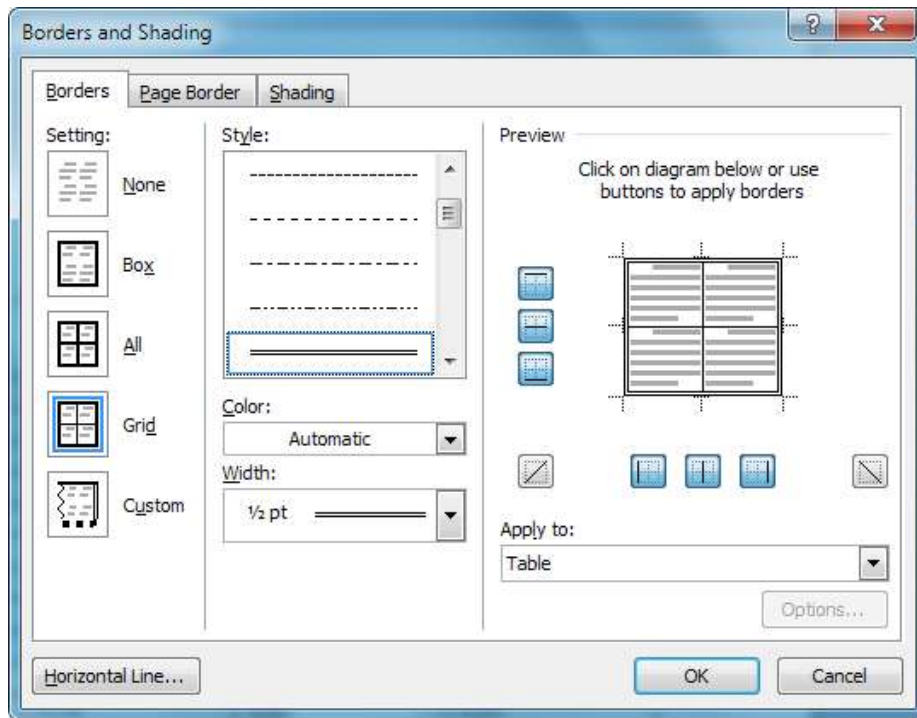 Borders and Shading
Borders
Page Border
Shading
Setting:
None
Box
All
Grid
Custom
Style:
Color:
Automatic
Width:
½ pt
Preview
Click on diagram below or use
buttons to apply borders
Apply to:
Table
Options...
Horizontal Line...
OK
Cancel